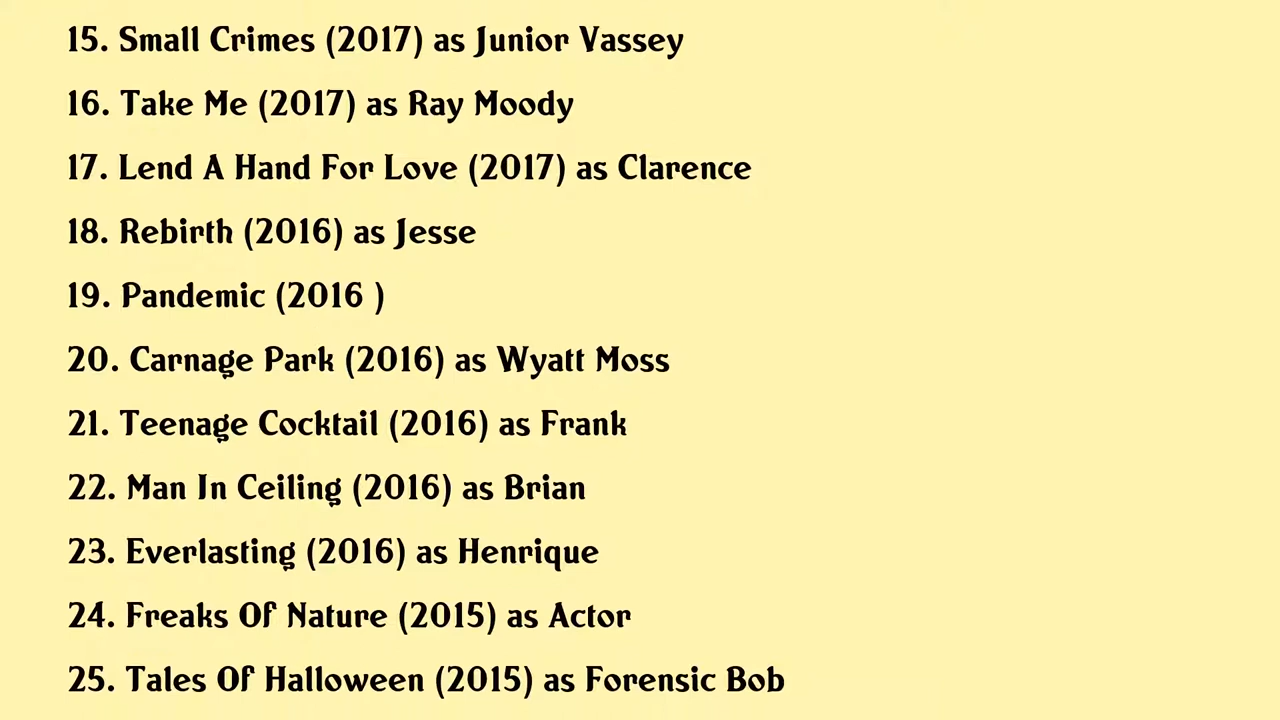 15. Small Crimes (2017) as Junior Vassey
16. Take Me (2017) as Ray Moody
17. Lend A Hand For Love (2017) as Clarence
18. Rebirth (2016) as Jesse
19. Pandemic (2016 )
20. Carnage Park (2016) as Wyatt Moss
21. Teenage Cocktail (2016) as Frank
22. Man In Ceiling (2016) as Brian
23. Everlasting (2016) as Henrique
24. Freaks Of Nature (2015) as Actor
25. Tales Of Halloween (2015) as Forensic Bob